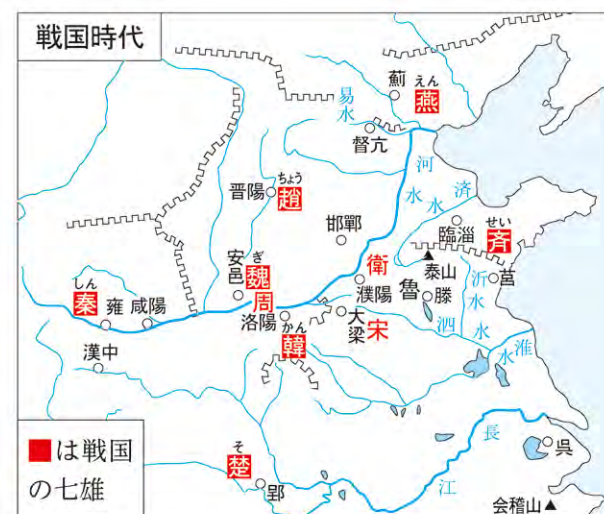 戦国時代
薊
えん
燕
易水
督亢
河水
済水
ちょう
趙
晋陽
邯鄲
臨淄
せい
斉
泰山
莒
沂水
安邑
ぎ
魏
周
衛
濮陽
魯
滕
しん
秦
雍
咸陽
洛陽
かん
韓
大梁
宋
泗水
淮水
漢中
そ
楚
郢
長江
呉
会稽山
■は戦国
の七雄